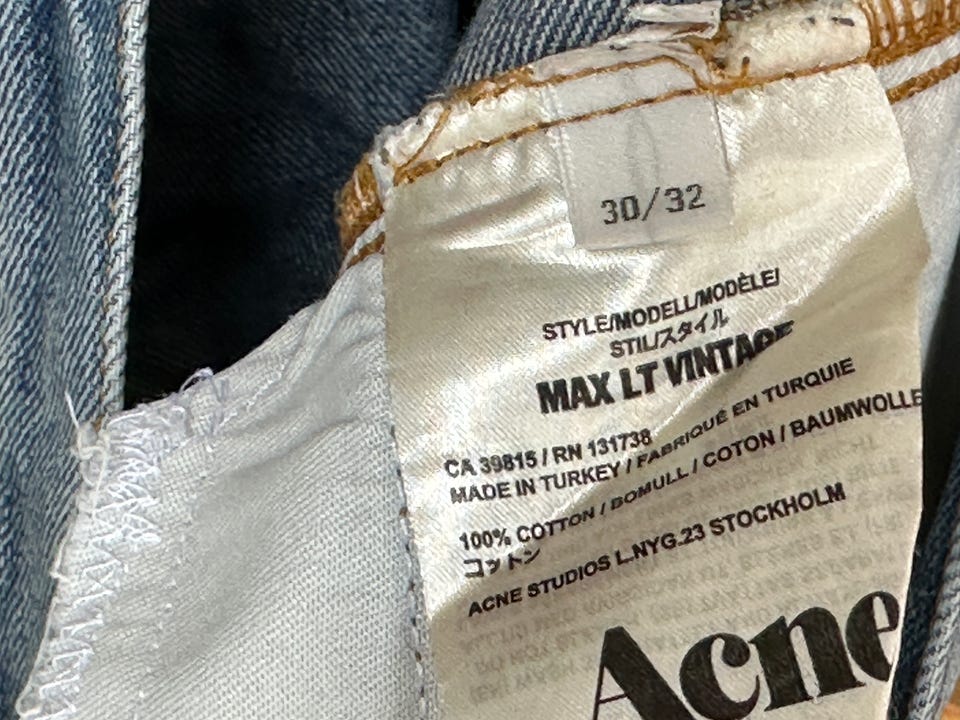 30/32
STYLE/MODELL/MODÈLE/
STIL/スタイル
MAX LT VINTAGE
CA 39815 / RN 131738
MADE IN TURKEY / FABRIQUÉ EN TURQUIE
100% COTTON / BOMULL / COTON / BAUMWOLLE
コットン
ACNE STUDIOS L.NYG.23 STOCKHOLM
Acne